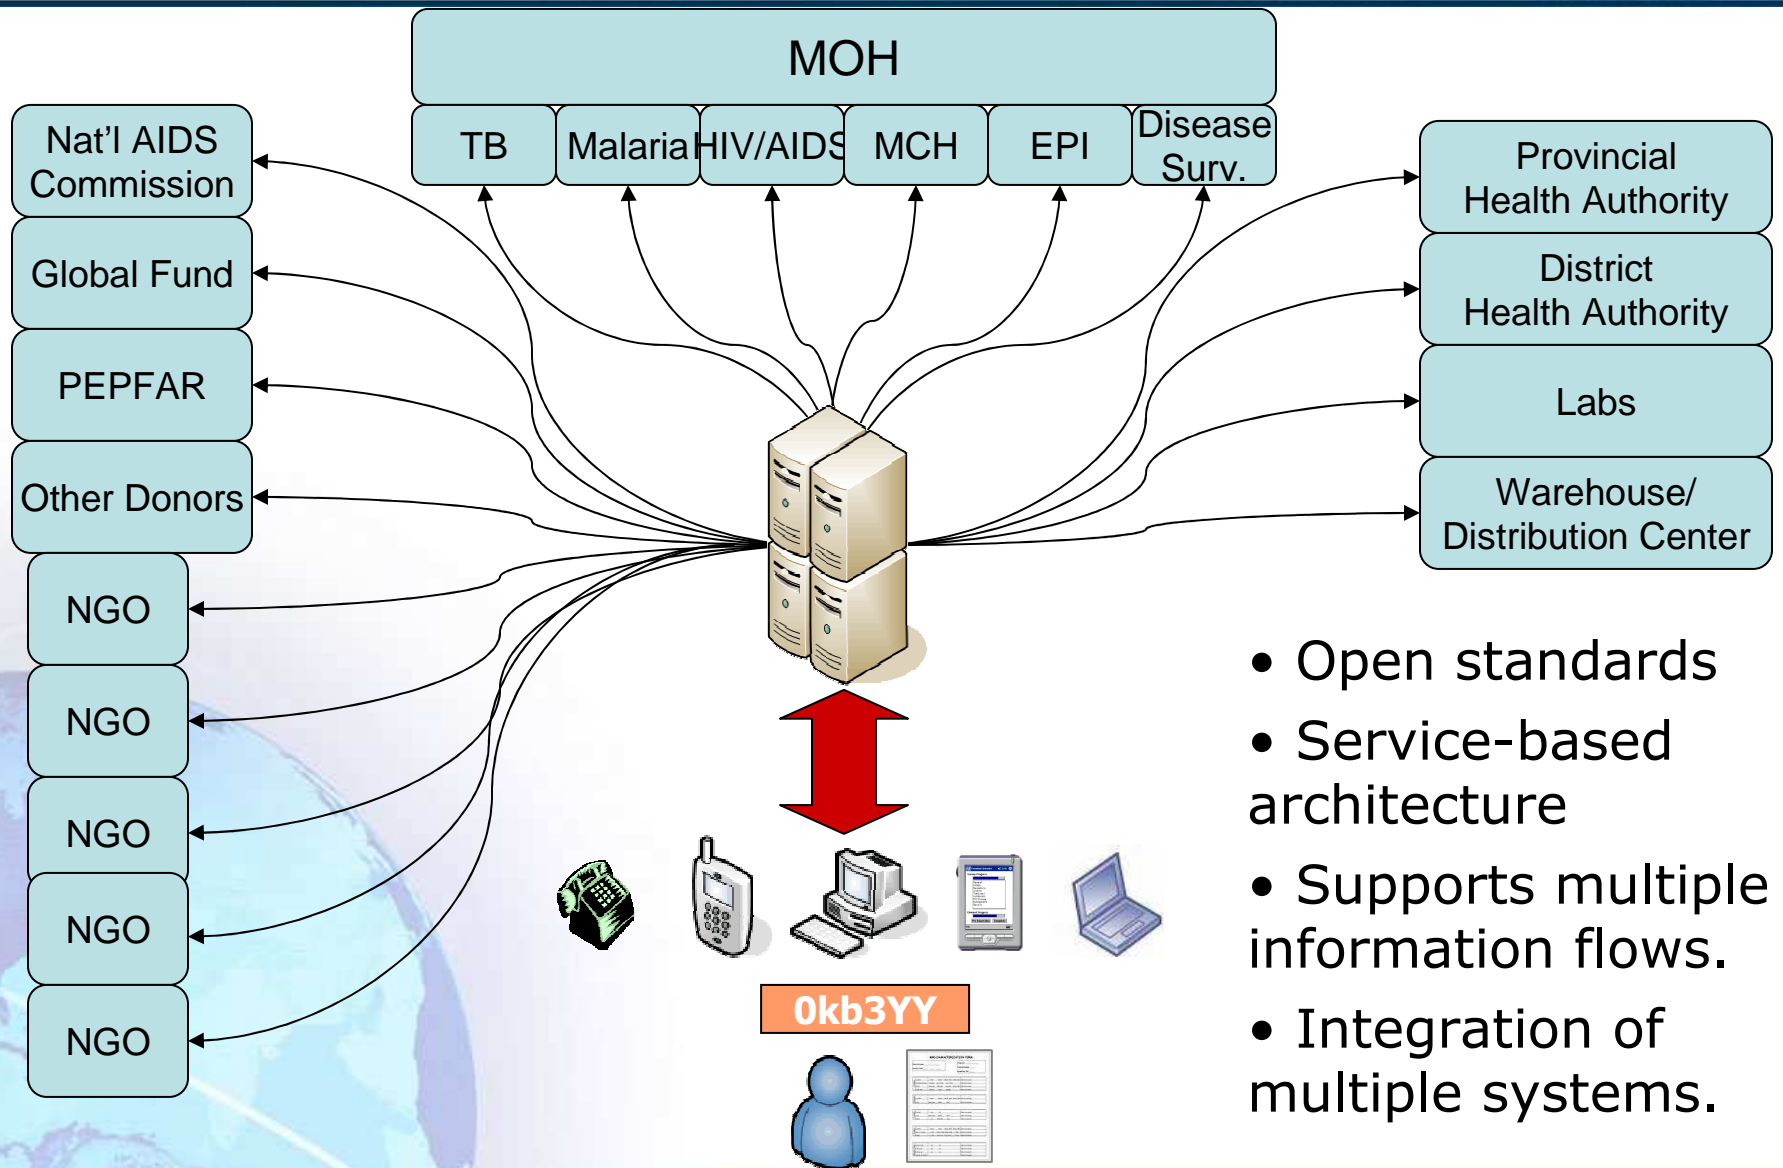 MOH
TB
Malaria
HIV/AIDS
MCH
EPI
Disease
Surv.
Nat'l AIDS
Commission
Global Fund
PEPFAR
Other Donors
NGO
NGO
NGO
NGO
NGO
Provincial
Health Authority
District
Health Authority
Labs
Warehouse/
Distribution Center
• Open standards
• Service-based
architecture
• Supports multiple
information flows.
• Integration of
multiple systems.
0kb3YY